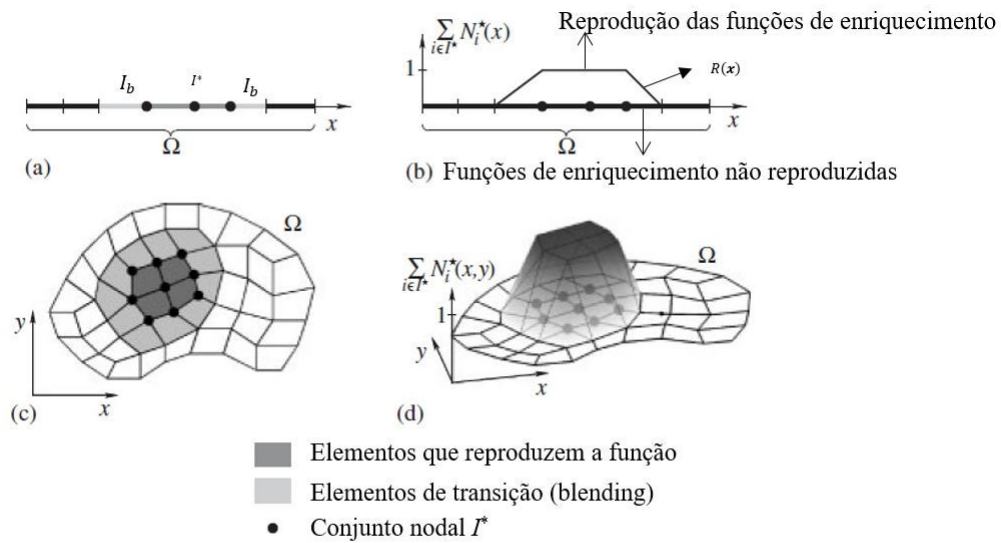 Reprodução das funções de enriquecimento
∑ N_i^⋆(x)
i∈I^⋆
1
R(x)
I_b I^* I_b
x
x
Ω
Ω
(a)
(b) Funções de enriquecimento não reproduzidas
Ω
y
x
(c)
∑ N_i^⋆(x,y)
i∈I^⋆
1
Ω
y
x
(d)
Elementos que reproduzem a função
Elementos de transição (blending)
Conjunto nodal I^*